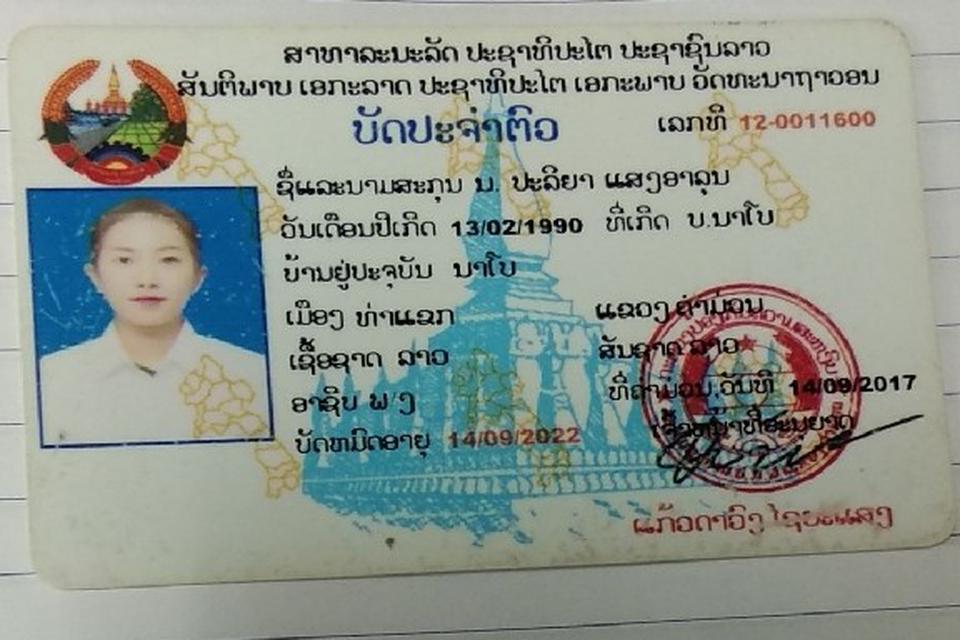 ສາທາລະນະລັດ ປະຊາທິປະໄຕ ປະຊາຊົນລາວ
ສັນຕິພາບ ເອກະລາດ ປະຊາທິປະໄຕ ເອກະພາບ ວັດທະນາຖາວອນ
ບັດປະຈຳຕົວ ເລກທີ 12-0011600
ຊື່ແລະນາມສະກຸນ ນ. ປະລິຍາ ແສງອາລຸນ
ວັນເດືອນປີເກີດ 13/02/1990 ທີ່ເກີດ ບ.ນາໂບ
ບ້ານຢູ່ປະຈຸບັນ ນາໂບ
ເມືອງ ທ່າແຂກ ແຂວງ ຄຳມ່ວນ
ເຊື້ອຊາດ ລາວ ສັນຊາດ ລາວ
ອາຊີບ ພ/ງ ທີ່ຄຳມ່ວນ,ວັນທີ 14/09/2017
ບັດຫມົດອາຍຸ 14/09/2022 ເຈົ້າຫນ້າທີ່ອະນຸຍາດ
ແກ້ວດາວົງ ໄຊຍະແສງ